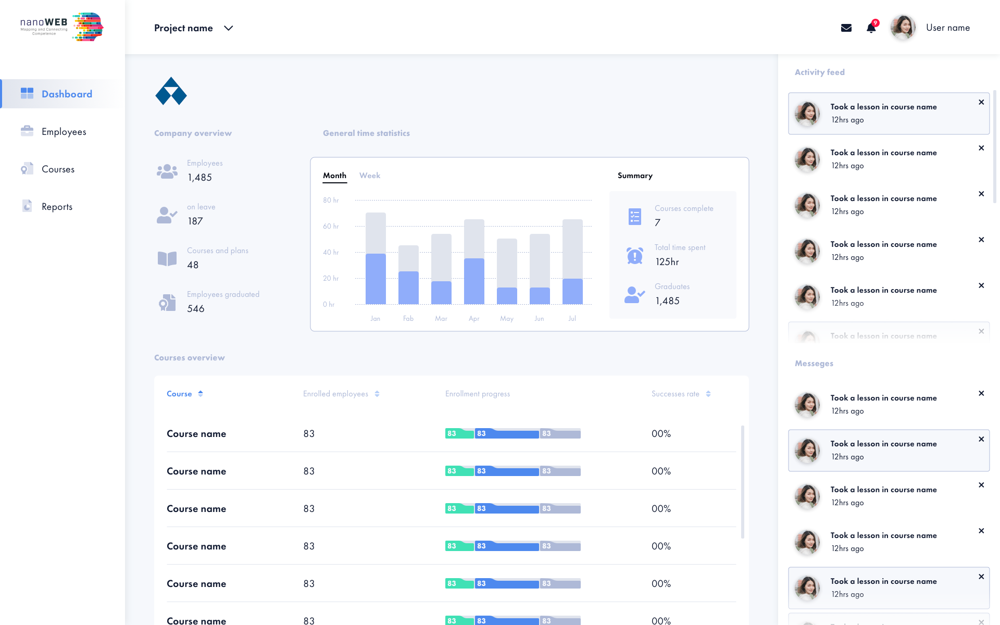 nanoWEB
Mapping and Connecting
Competence
Project name
9
User name
Dashboard
Employees
Courses
Reports
Company overview
Employees
1,485
on leave
187
Courses and plans
48
Employees graduated
546
General time statistics
Month Week
80 hr
60 hr
40 hr
20 hr
0 hr
Jan Fab Mar Apr May Jun Jul
Summary
Courses complete
7
Total time spent
125hr
Graduates
1,485
Courses overview
Course Enrolled employees Enrollment progress Successes rate
Course name 83 83 83 83 00%
Course name 83 83 83 83 00%
Course name 83 83 83 83 00%
Course name 83 83 83 83 00%
Course name 83 83 83 83 00%
Course name 83 83 83 83 00%
Activity feed
Took a lesson in course name
12hrs ago
Took a lesson in course name
12hrs ago
Took a lesson in course name
12hrs ago
Took a lesson in course name
12hrs ago
Took a lesson in course name
12hrs ago
Took a lesson in course name
Messeges
Took a lesson in course name
12hrs ago
Took a lesson in course name
12hrs ago
Took a lesson in course name
12hrs ago
Took a lesson in course name
12hrs ago
Took a lesson in course name
12hrs ago